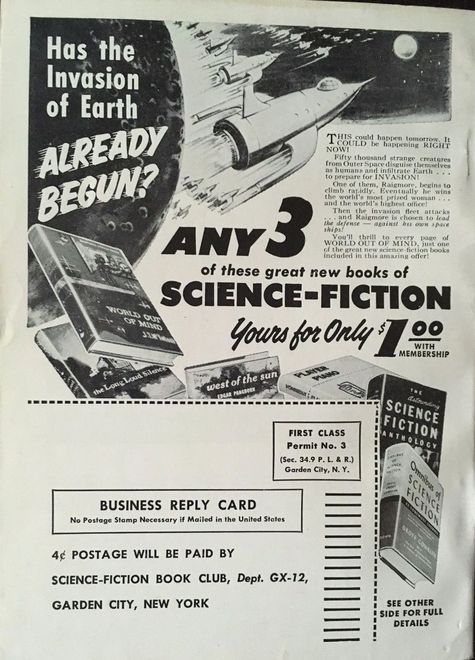 Has the
Invasion
of Earth
ALREADY
BEGUN?
THIS could happen tomorrow. It
COULD be happening RIGHT
NOW!
Fifty thousand strange creatures
from Outer Space disguise themselves
as humans and infiltrate Earth . . .
to prepare for INVASION!
One of them, Raigmore, begins to
climb rapidly. Eventually he wins
the world's most prized woman . . .
and the world's highest office!
Then the invasion fleet attacks
. . . and Raigmore is chosen to lead
the defense — against his own space
ships!
You'll thrill to every page of
WORLD OUT OF MIND, just one
of the great new science-fiction books
included in this amazing offer!
ANY 3
of these great new books of
SCIENCE-FICTION
Yours for Only $1 00
WITH
MEMBERSHIP
WORLD OUT
OF MIND
the Long Loud Silence
west of the sun
EDGAR PANGBORN
PLAYER
PIANO
THE
Astounding
SCIENCE
FICTION
ANTHOLOGY
Omnibus of
SCIENCE
FICTION
FIRST CLASS
Permit No. 3
(Sec. 34.9 P. L. & R.)
Garden City, N. Y.
BUSINESS REPLY CARD
No Postage Stamp Necessary if Mailed in the United States
4¢ POSTAGE WILL BE PAID BY
SCIENCE-FICTION BOOK CLUB, Dept. GX-12,
GARDEN CITY, NEW YORK
SEE OTHER
SIDE FOR FULL
DETAILS